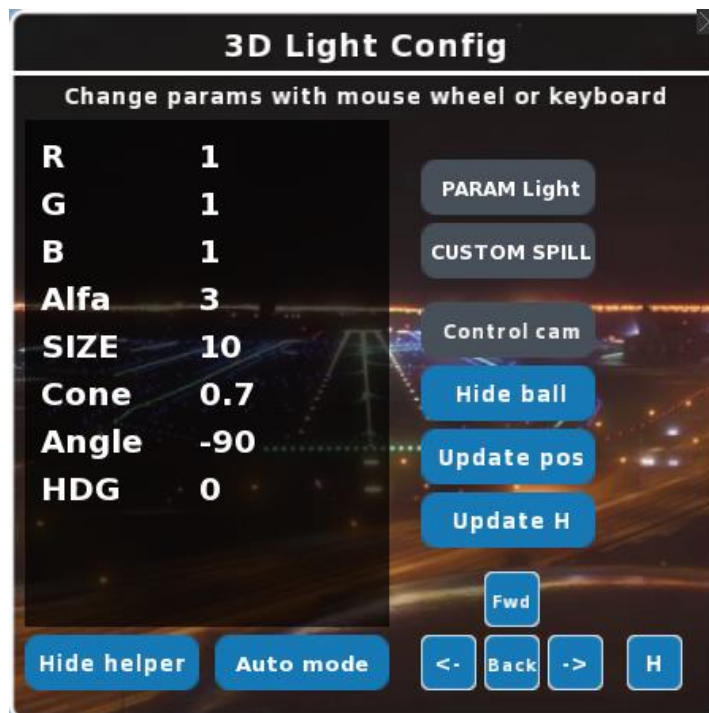 3D Light Config
Change params with mouse wheel or keyboard
R 1
G 1
B 1
Alfa 3
SIZE 10
Cone 0.7
Angle -90
HDG 0
PARAM Light
CUSTOM SPILL
Control cam
Hide ball
Update pos
Update H
Fwd
Hide helper Auto mode <- Back -> H